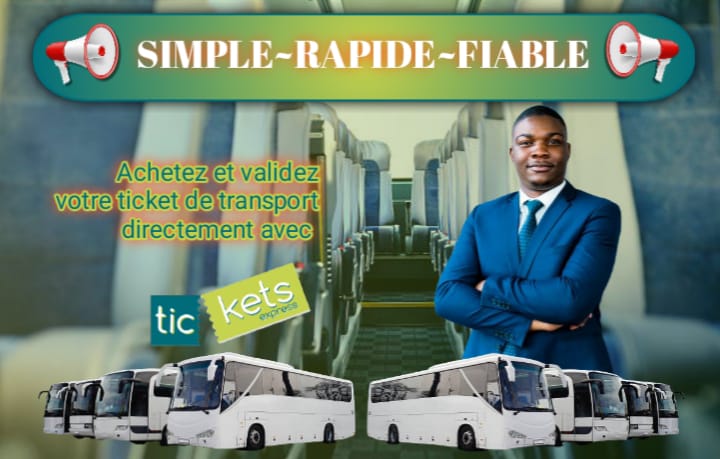 SIMPLE~RAPIDE~FIABLE
Achetez et validez
votre ticket de transport
directement avec
tic kets
express